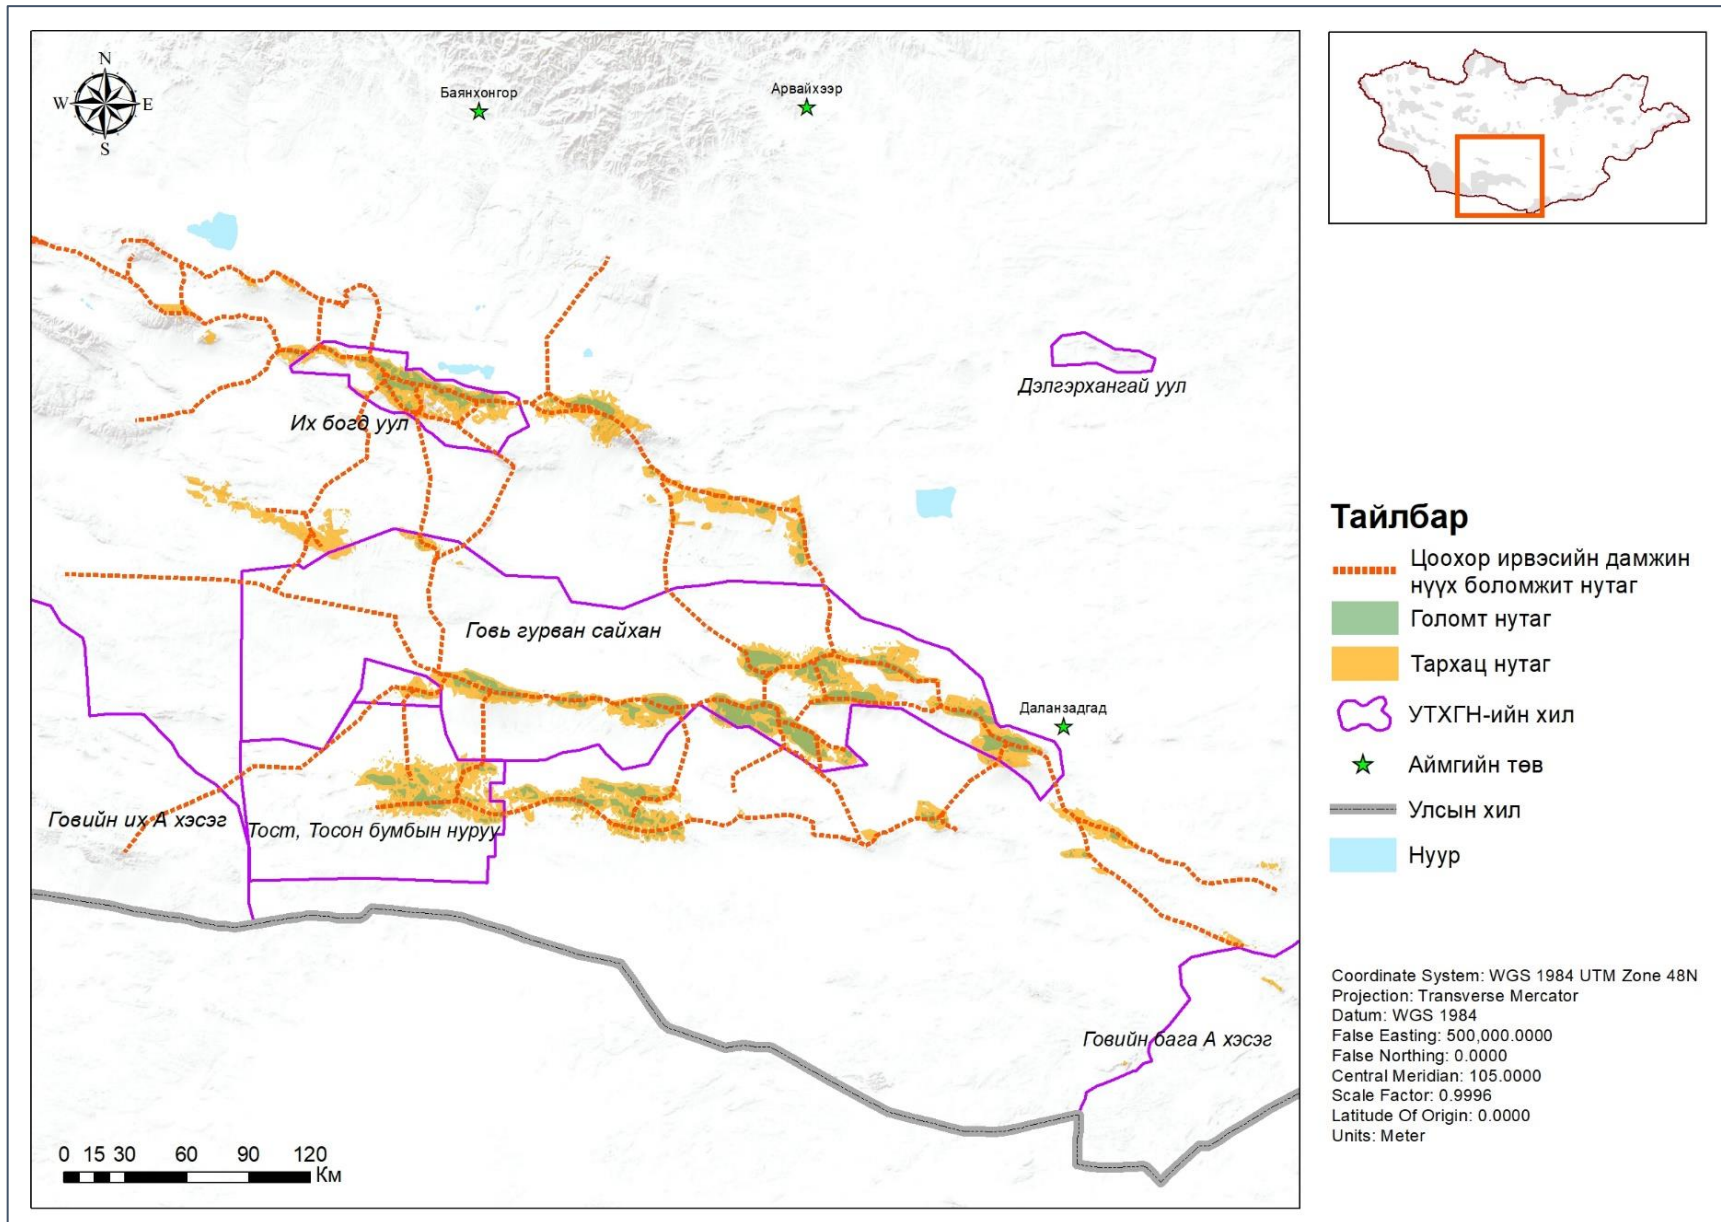 N
W
E
S
Баянхонгор
Арвайхээр
Дэлгэрхангай уул
Их богд уул
Говь гурван сайхан
Даланзадгад
Говийн их А хэсэг
Тост, Тосон бумбын нуруу
Говийн бага А хэсэг
0 15 30 60 90 120
Км
Тайлбар
Цоохор ирвэсийн дамжин
нүүх боломжит нутаг
Голомт нутаг
Тархац нутаг
УТХГН-ийн хил
Аймгийн төв
Улсын хил
Нуур
Coordinate System: WGS 1984 UTM Zone 48N
Projection: Transverse Mercator
Datum: WGS 1984
False Easting: 500,000.0000
False Northing: 0.0000
Central Meridian: 105.0000
Scale Factor: 0.9996
Latitude Of Origin: 0.0000
Units: Meter